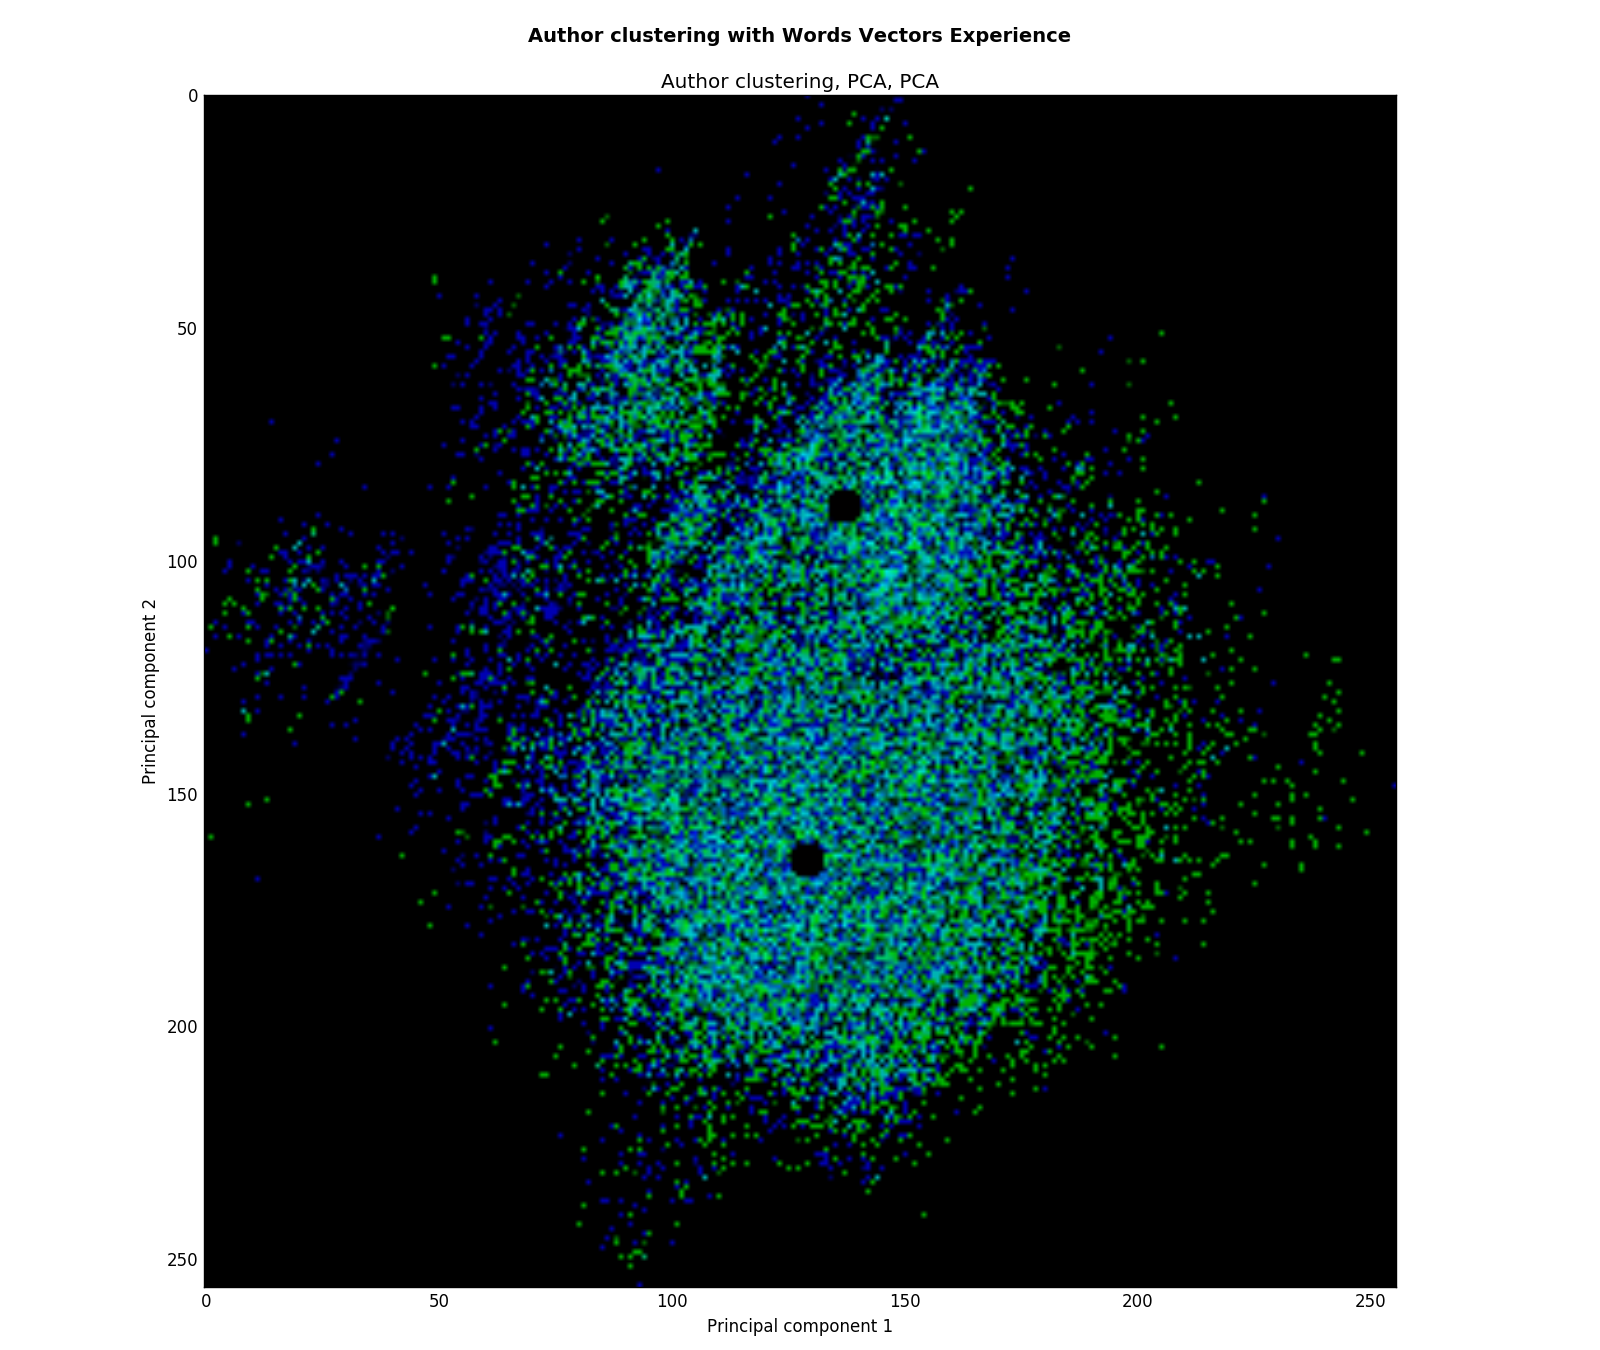 Author clustering with Words Vectors Experience
Author clustering, PCA, PCA
0
50
100
150
200
250
Principal component 2
0 50 100 150 200 250
Principal component 1